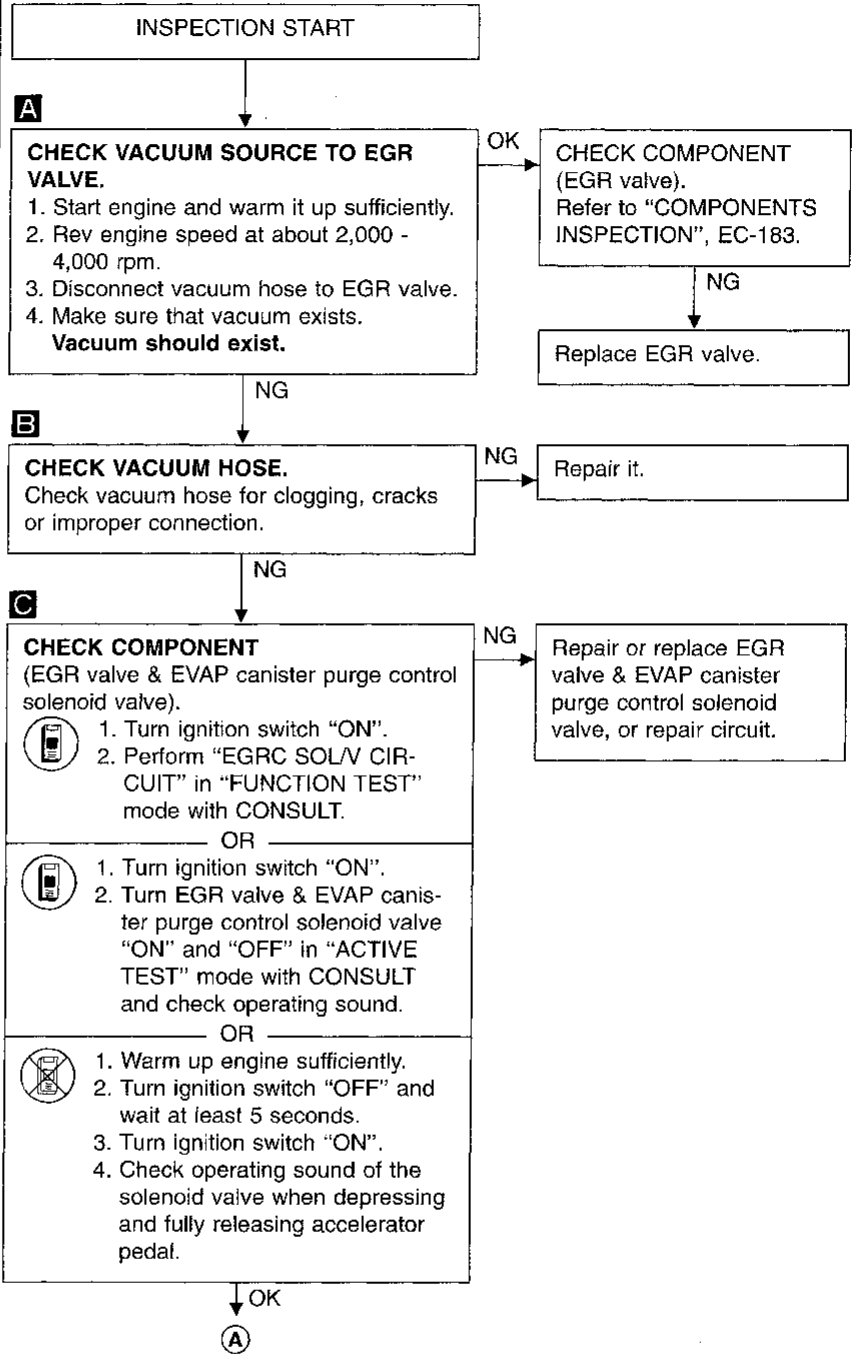 INSPECTION START
A
CHECK VACUUM SOURCE TO EGR
VALVE.
1. Start engine and warm it up sufficiently.
2. Rev engine speed at about 2,000 -
4,000 rpm.
3. Disconnect vacuum hose to EGR valve.
4. Make sure that vacuum exists.
Vacuum should exist.
OK
CHECK COMPONENT
(EGR valve).
Refer to “COMPONENTS
INSPECTION”, EC-183.
NG
Replace EGR valve.
NG
B
CHECK VACUUM HOSE.
Check vacuum hose for clogging, cracks
or improper connection.
NG
Repair it.
NG
C
CHECK COMPONENT
(EGR valve & EVAP canister purge control
solenoid valve).
1. Turn ignition switch “ON”.
2. Perform “EGRC SOL/V CIR-
CUIT” in “FUNCTION TEST”
mode with CONSULT.
OR
1. Turn ignition switch “ON”.
2. Turn EGR valve & EVAP canis-
ter purge control solenoid valve
“ON” and “OFF” in “ACTIVE
TEST” mode with CONSULT
and check operating sound.
OR
1. Warm up engine sufficiently.
2. Turn ignition switch “OFF” and
wait at least 5 seconds.
3. Turn ignition switch “ON”.
4. Check operating sound of the
solenoid valve when depressing
and fully releasing accelerator
pedal.
NG
Repair or replace EGR
valve & EVAP canister
purge control solenoid
valve, or repair circuit.
OK
A